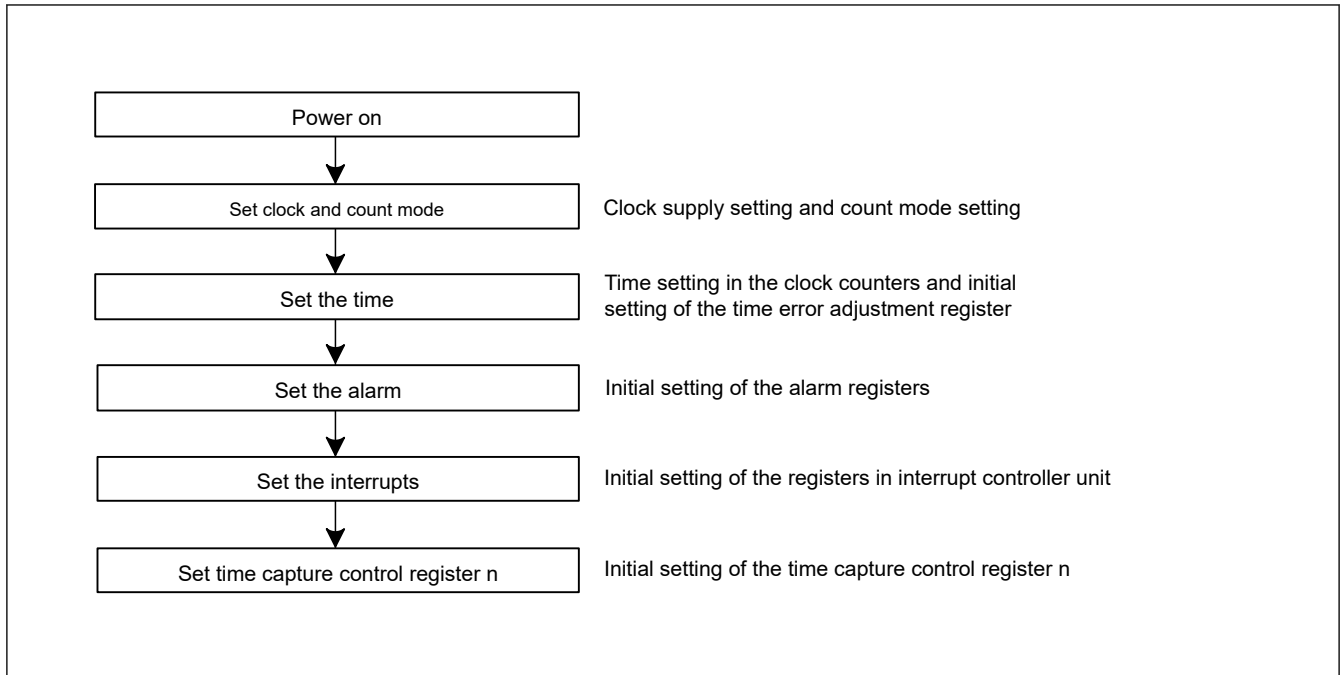 Power on
Set clock and count mode
Clock supply setting and count mode setting
Set the time
Time setting in the clock counters and initial
setting of the time error adjustment register
Set the alarm
Initial setting of the alarm registers
Set the interrupts
Initial setting of the registers in interrupt controller unit
Set time capture control register n
Initial setting of the time capture control register n